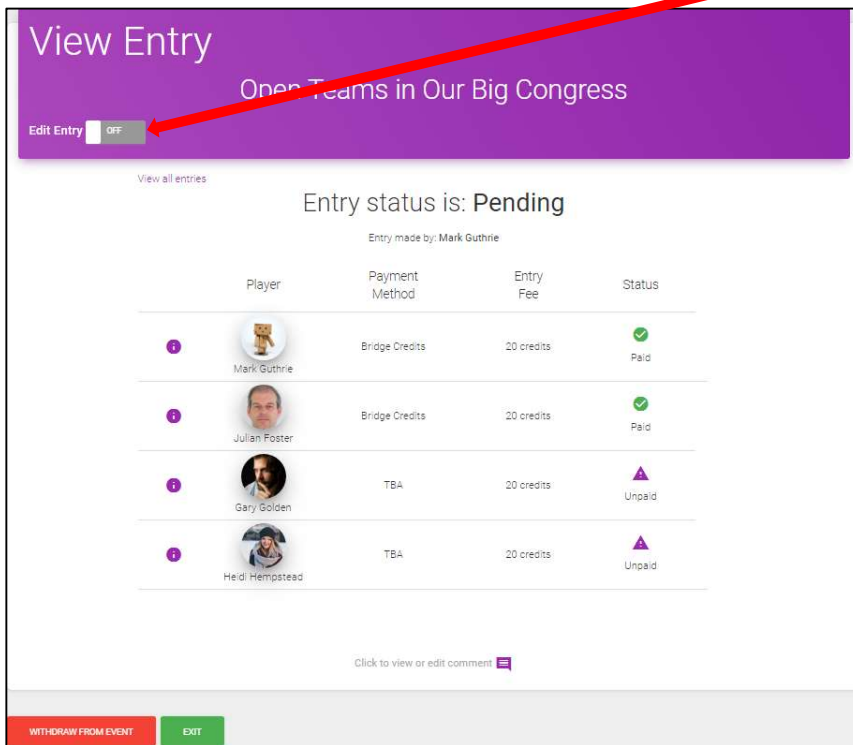 View Entry
Open Teams in Our Big Congress
Edit Entry OFF
View all entries
Entry status is: Pending
Entry made by: Mark Guthrie
Player Payment Method Entry Fee Status
Bridge Credits 20 credits Paid
Mark Guthrie
Bridge Credits 20 credits Paid
Julian Foster
TBA 20 credits Unpaid
Gary Golden
TBA 20 credits Unpaid
Heidi Hempstead
Click to view or edit comment
WITHDRAW FROM EVENT EXIT